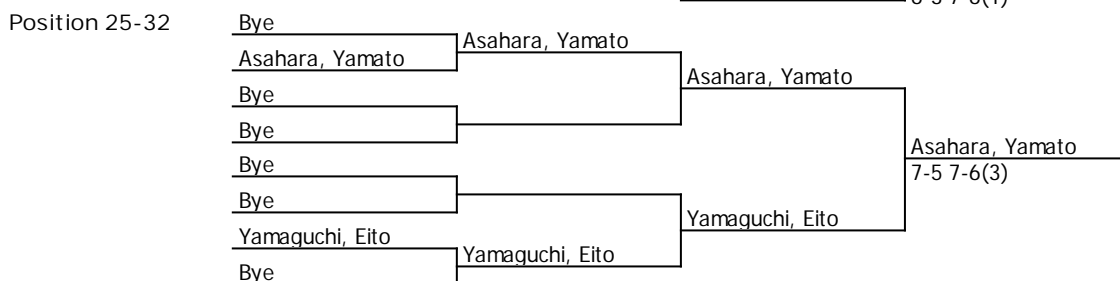 Position 25-32
Bye
Asahara, Yamato
Bye
Bye
Bye
Bye
Yamaguchi, Eito
Bye
Asahara, Yamato
Yamaguchi, Eito
Asahara, Yamato
Yamaguchi, Eito
Asahara, Yamato
7-5 7-6(3)